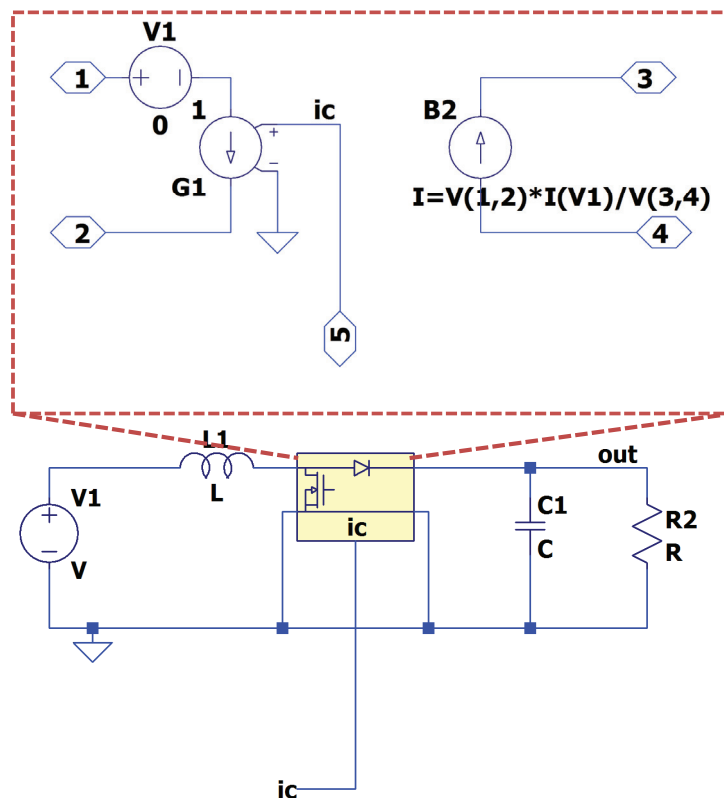 V1
1
+
0
1
ic
+
−
G1
2
B2
3
I=V(1,2)*I(V1)/V(3,4)
4
5
L1
L
V1
+
−
V
ic
out
C1
C
R2
R
ic